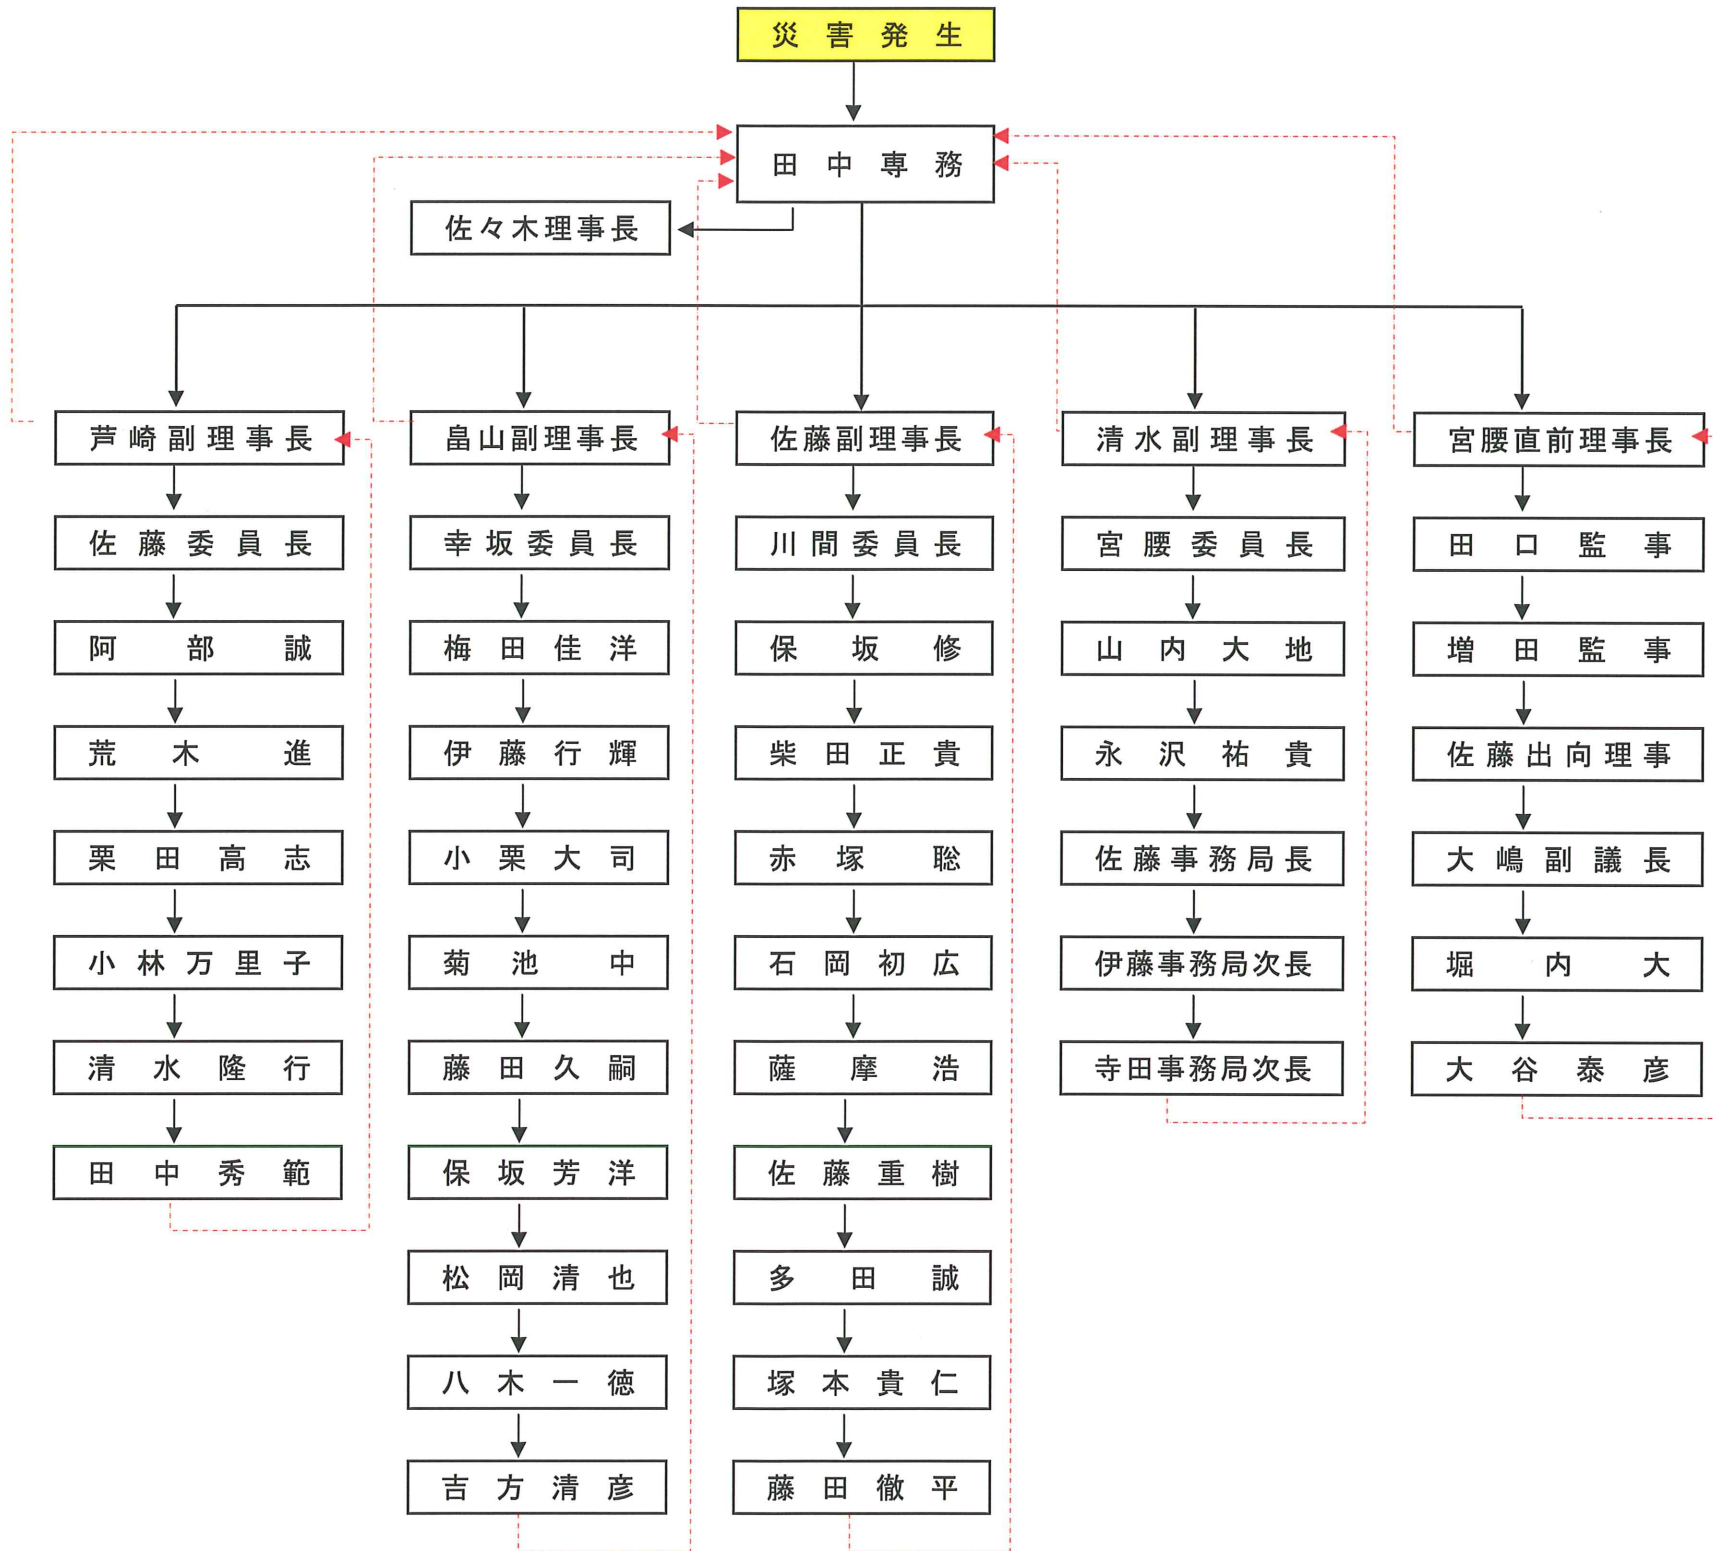 災害発生
田中専務
佐々木理事長
芦崎副理事長
佐藤委員長
阿部誠
荒木進
栗田高志
小林万里子
清水隆行
田中秀範
畠山副理事長
幸坂委員長
梅田佳洋
伊藤行輝
小栗大司
菊池中
藤田久嗣
保坂芳洋
松岡清也
八木一徳
吉方清彦
佐藤副理事長
川間委員長
保坂修
柴田正貴
赤塚聡
石岡初広
薩摩浩
佐藤重樹
多田誠
塚本貴仁
藤田徹平
清水副理事長
宮腰委員長
山内大地
永沢祐貴
佐藤事務局長
伊藤事務局次長
寺田事務局次長
宮腰直前理事長
田口監事
増田監事
佐藤出向理事
大嶋副議長
堀内大
大谷泰彦